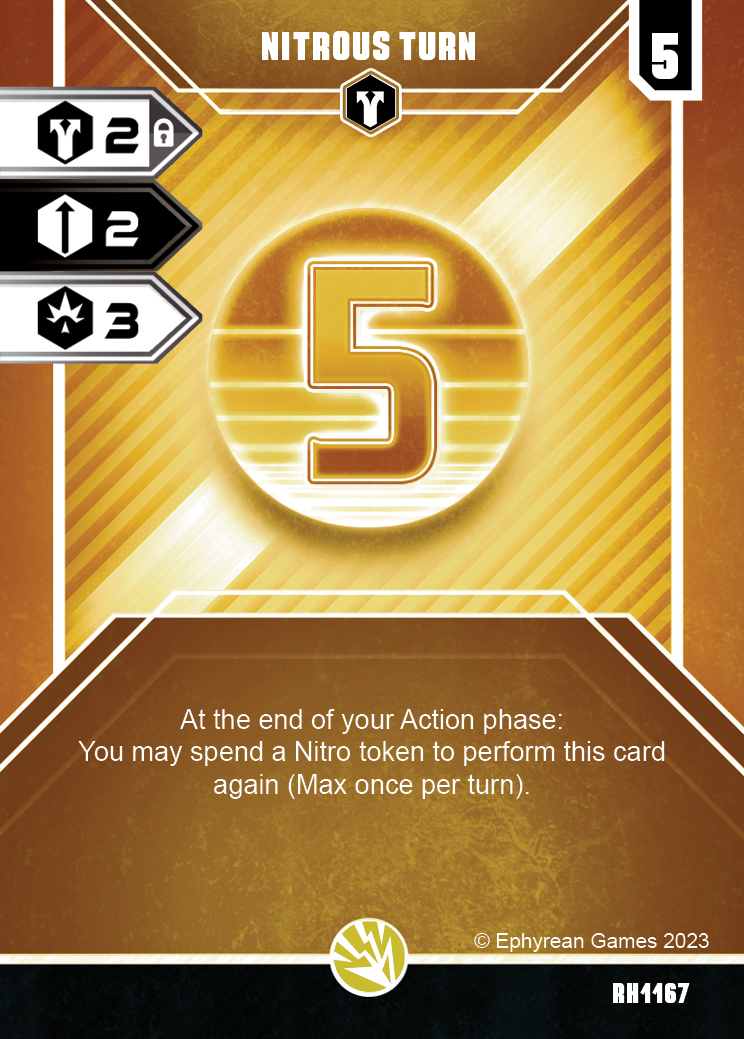 NITROUS TURN
5
2
2
3
5
At the end of your Action phase:
You may spend a Nitro token to perform this card
again (Max once per turn).
© Ephyrean Games 2023
RH1167